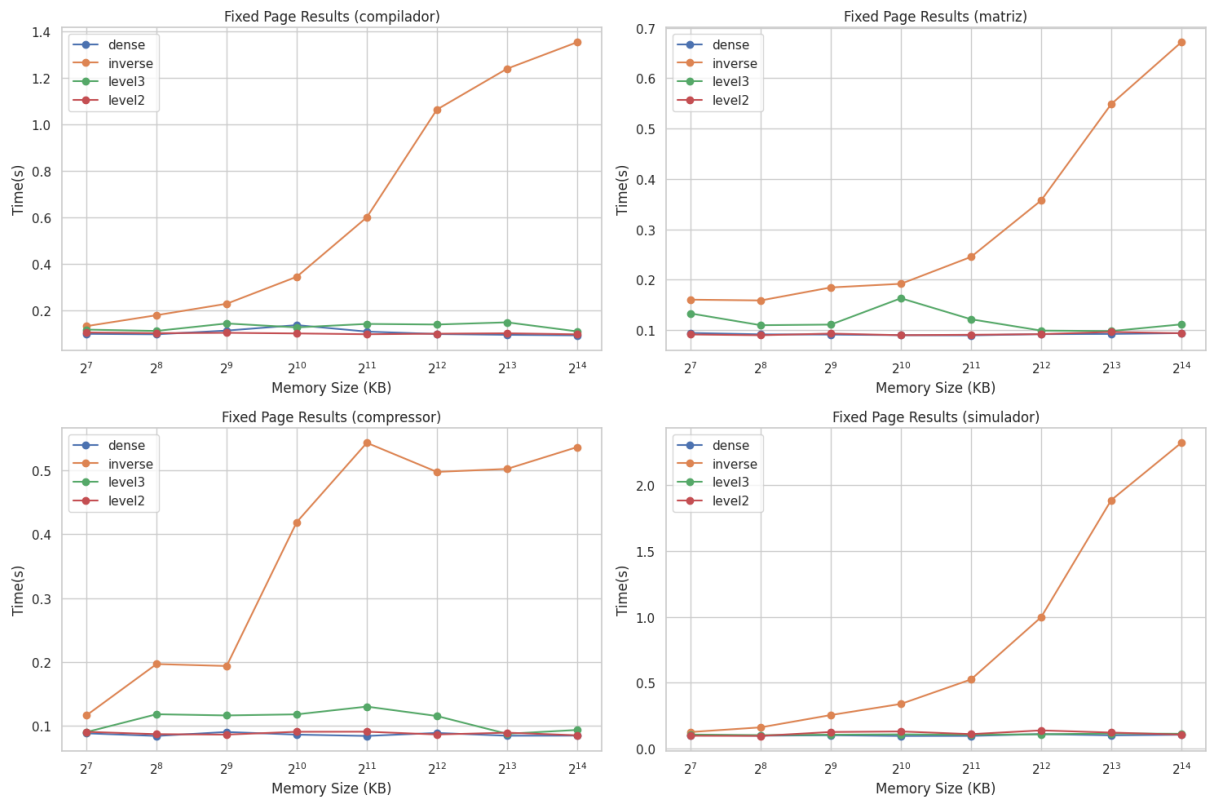 Fixed Page Results (compilador)
1.4
1.2
1.0
0.8
0.6
0.4
0.2
Time(s)
dense
inverse
level3
level2
2⁷ 2⁸ 2⁹ 2¹⁰ 2¹¹ 2¹² 2¹³ 2¹⁴
Memory Size (KB)
Fixed Page Results (matriz)
0.7
0.6
0.5
0.4
0.3
0.2
0.1
Time(s)
dense
inverse
level3
level2
2⁷ 2⁸ 2⁹ 2¹⁰ 2¹¹ 2¹² 2¹³ 2¹⁴
Memory Size (KB)
Fixed Page Results (compressor)
0.5
0.4
0.3
0.2
0.1
Time(s)
dense
inverse
level3
level2
2⁷ 2⁸ 2⁹ 2¹⁰ 2¹¹ 2¹² 2¹³ 2¹⁴
Memory Size (KB)
Fixed Page Results (simulador)
2.0
1.5
1.0
0.5
0.0
Time(s)
dense
inverse
level3
level2
2⁷ 2⁸ 2⁹ 2¹⁰ 2¹¹ 2¹² 2¹³ 2¹⁴
Memory Size (KB)